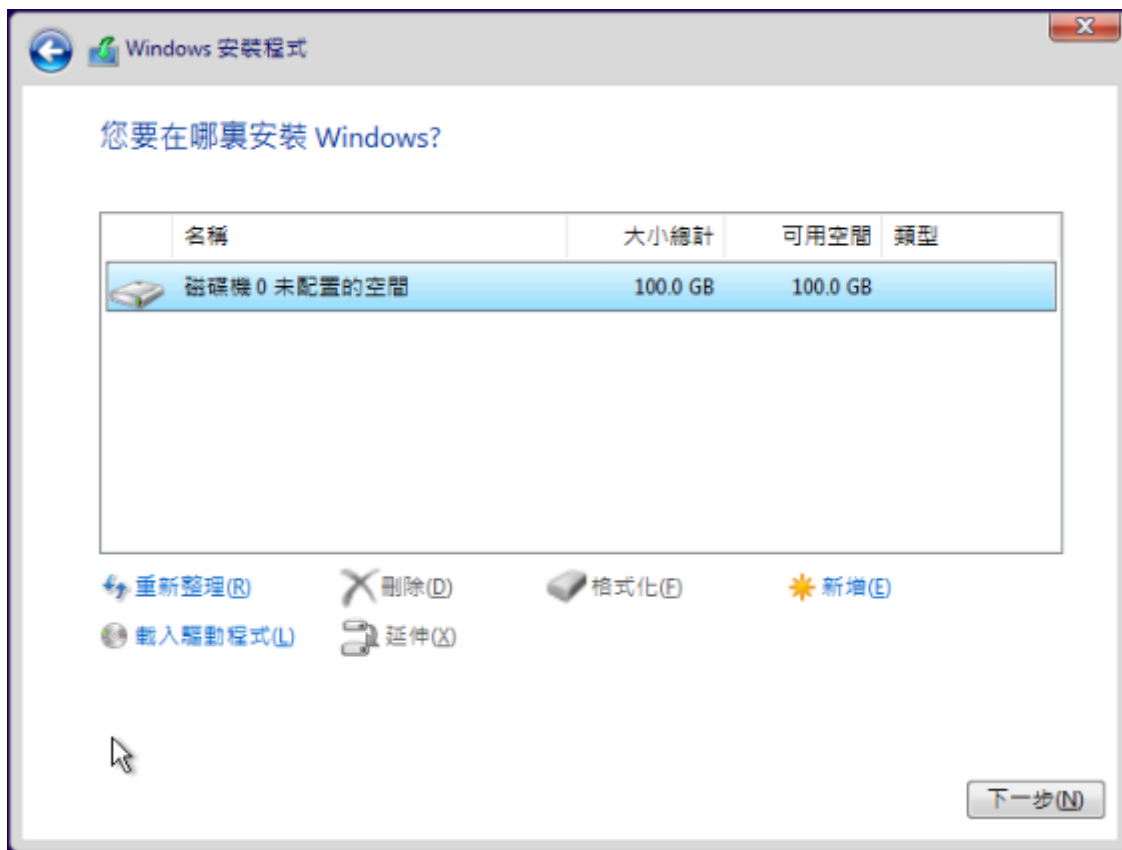 Windows 安裝程式
您要在哪裏安裝 Windows?
名稱 大小總計 可用空間 類型
磁碟機 0 未配置的空間 100.0 GB 100.0 GB
重新整理(R) 刪除(D) 格式化(F) 新增(E)
載入驅動程式(L) 延伸(X)
下一步(N)